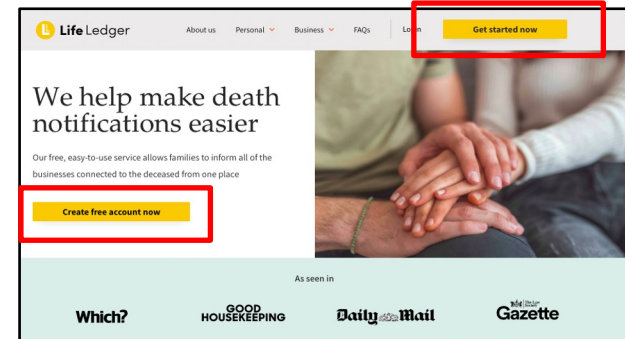 Life Ledger
About us Personal Business FAQs Login Get started now
We help make death
notifications easier
Our free, easy-to-use service allows families to inform all of the
businesses connected to the deceased from one place
Create free account now
As seen in
Which?
GOOD
HOUSEKEEPING
Daily Mail
Gazette